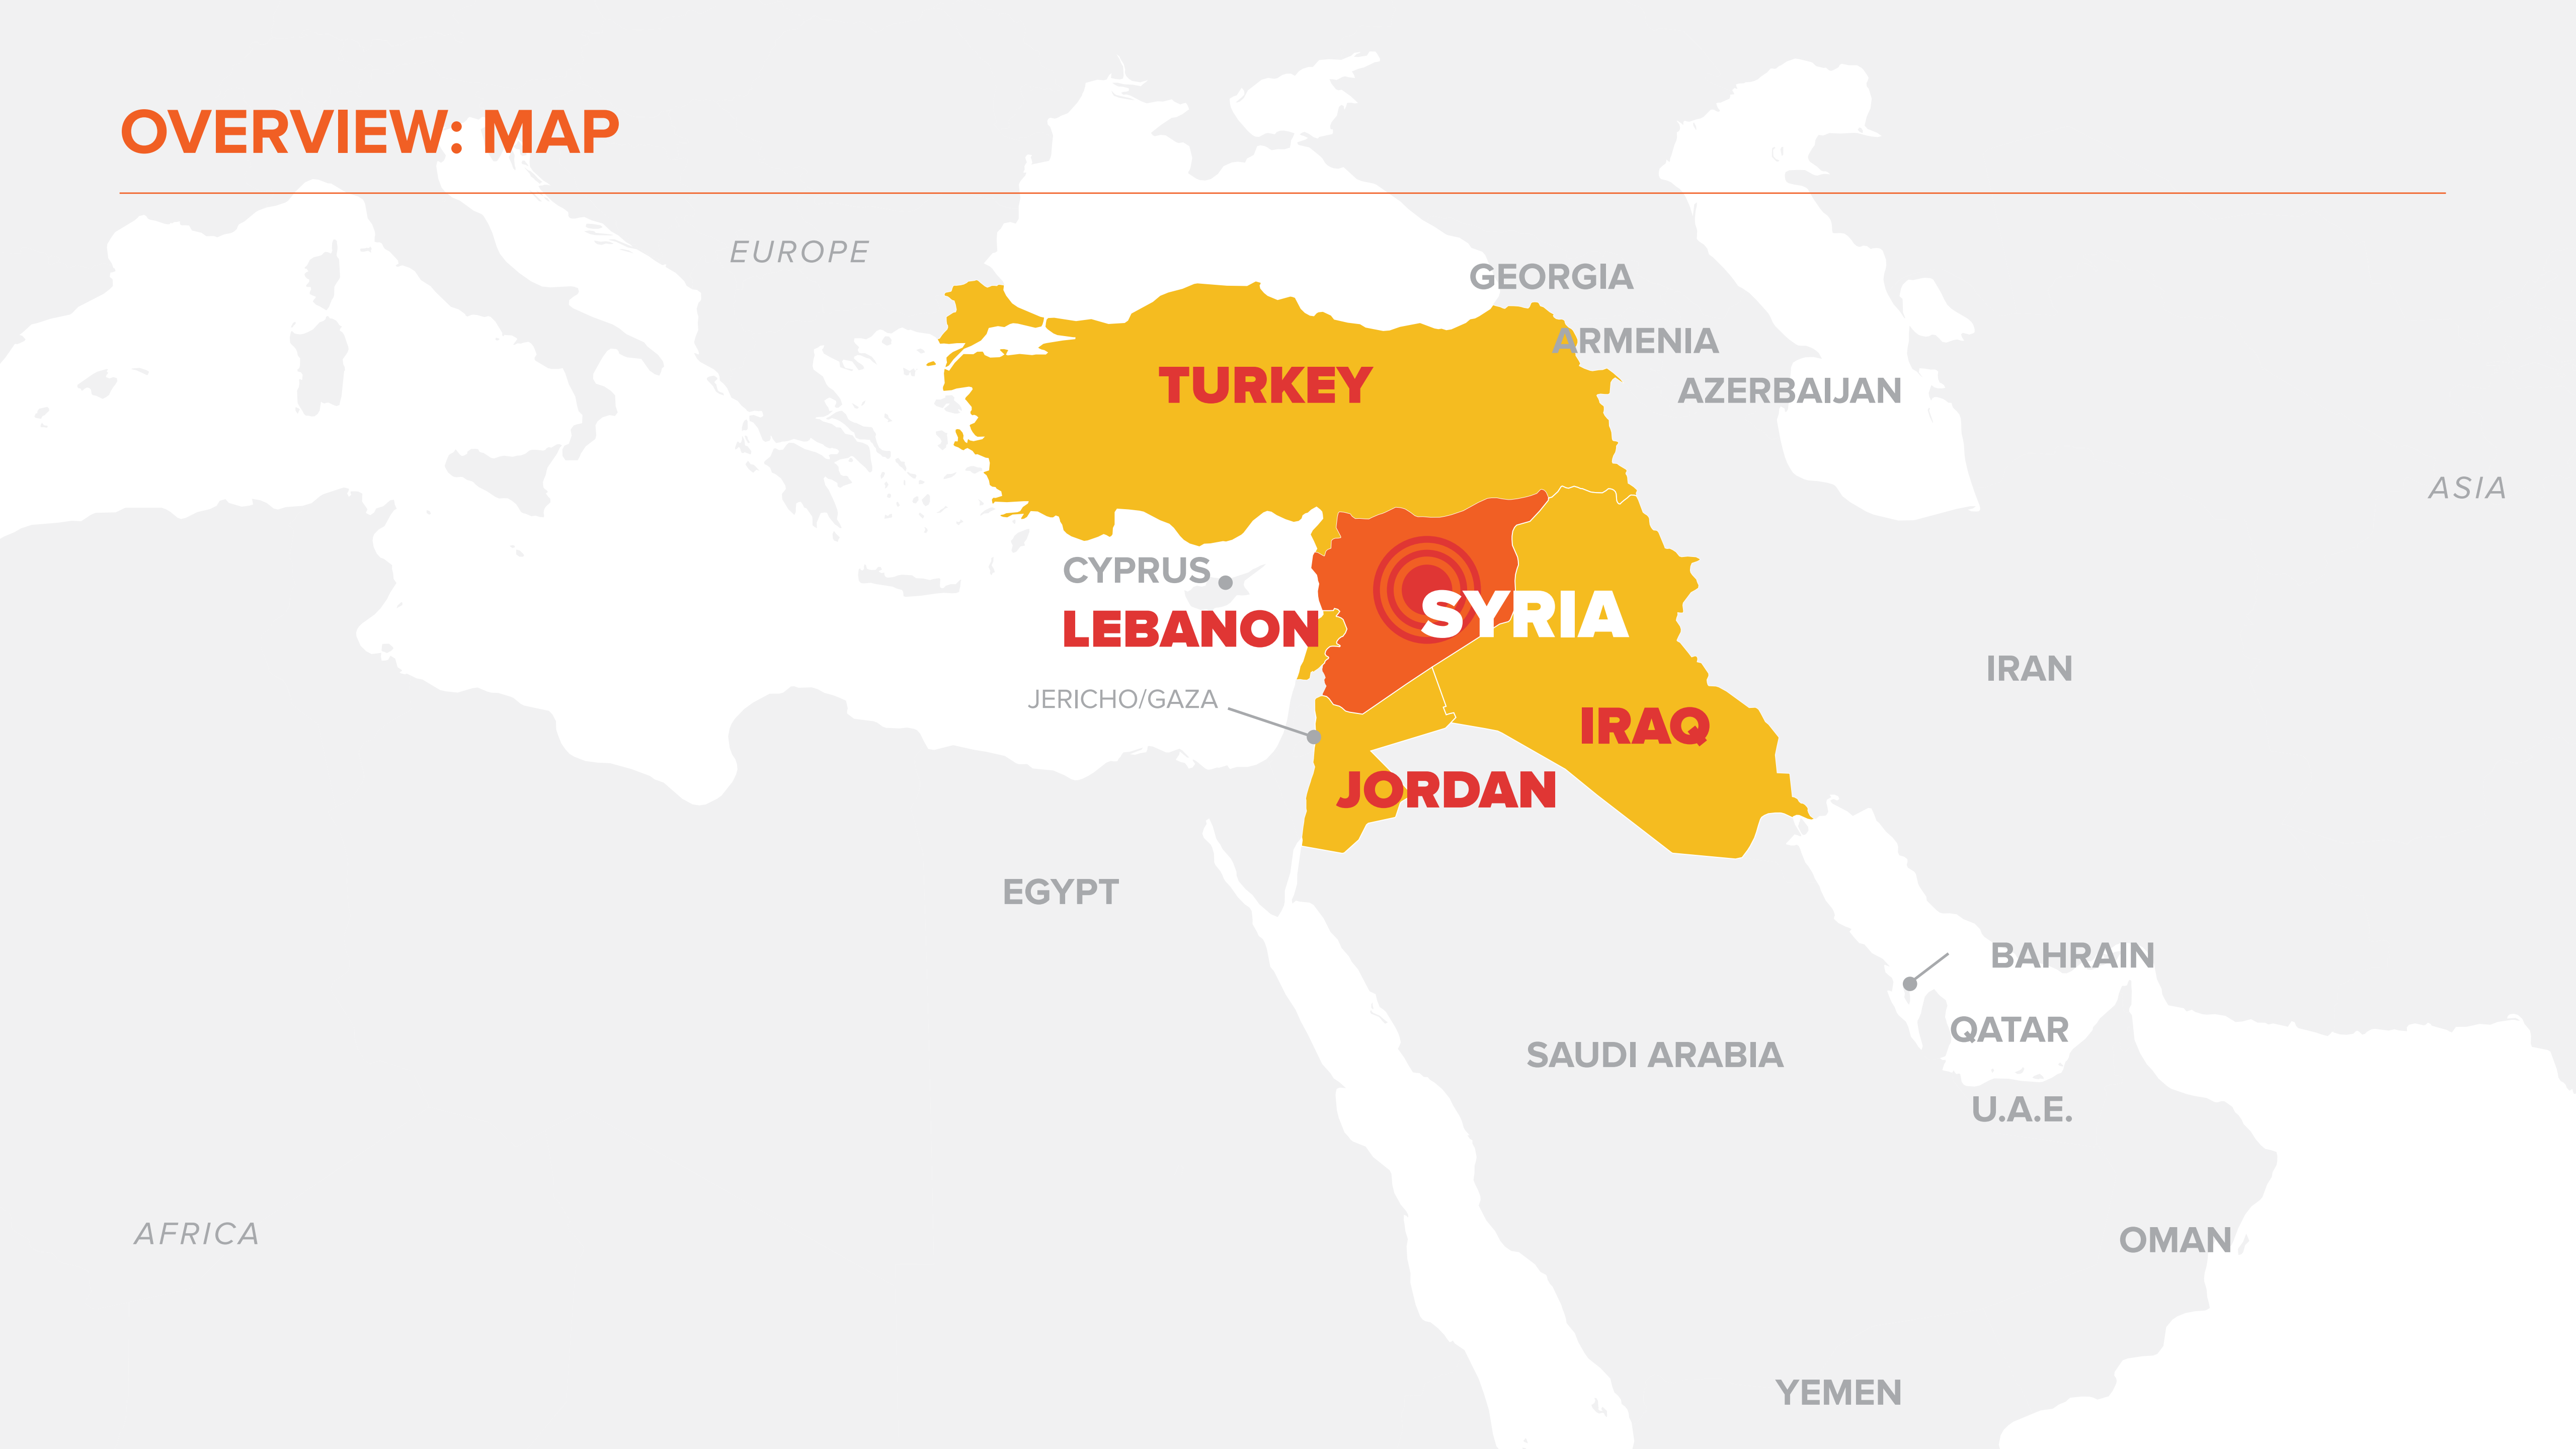 OVERVIEW: MAP
EUROPE
GEORGIA
ARMENIA
TURKEY
AZERBAIJAN
ASIA
CYPRUS
SYRIA
LEBANON
IRAN
JERICHO/GAZA
IRAQ
JORDAN
EGYPT
BAHRAIN
QATAR
SAUDI ARABIA
U.A.E.
AFRICA
OMAN
YEMEN